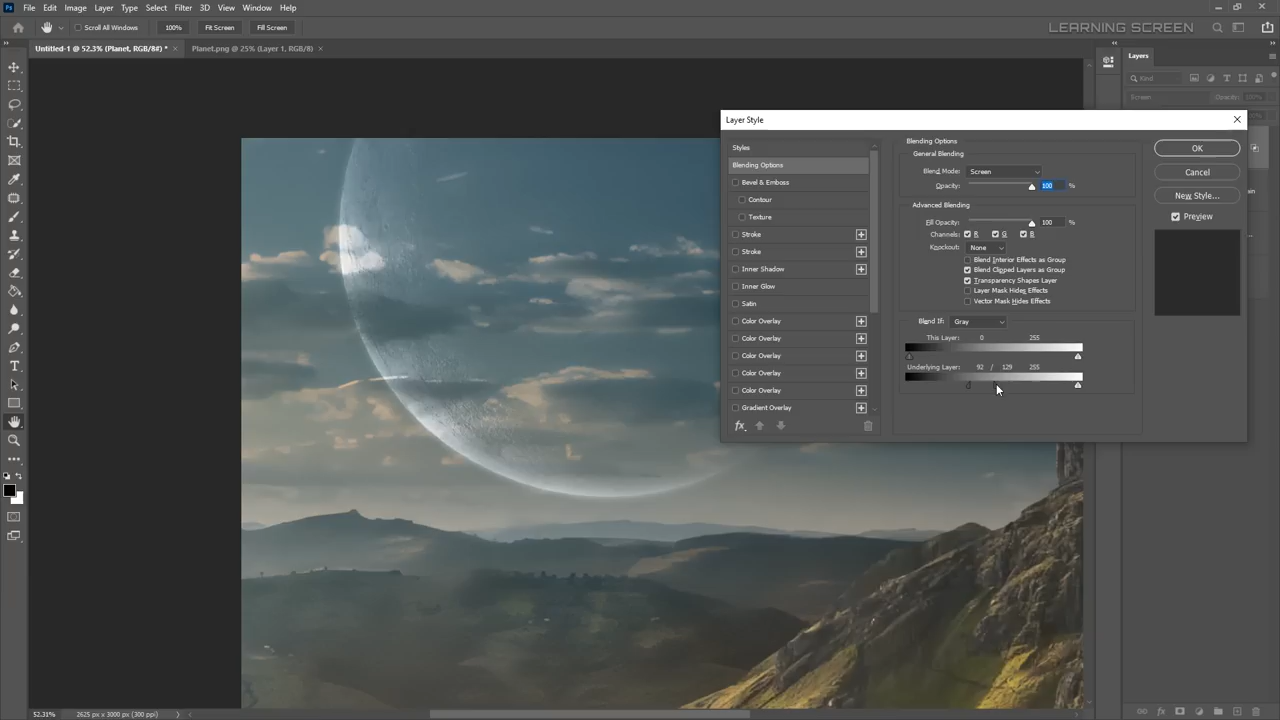 Ps File Edit Image Layer Type Select Filter 3D View Window Help
Scroll All Windows 100% Fit Screen Fill Screen LEARNING SCREEN
Untitled-1 @ 52.3% (Planet, RGB/8#) * × Planet.png @ 25% (Layer 1, RGB/8) × Layers
Kind
Screen Opacity: 100%
Layer Style
Styles
Blending Options
Bevel & Emboss
Contour
Texture
Stroke
Stroke
Inner Shadow
Inner Glow
Satin
Color Overlay
Color Overlay
Color Overlay
Color Overlay
Color Overlay
Gradient Overlay
fx
Blending Options
General Blending
Blend Mode: Screen
Opacity: 100 %
Advanced Blending
Fill Opacity: 100 %
Channels: R G B
Knockout: None
Blend Interior Effects as Group
Blend Clipped Layers as Group
Transparency Shapes Layer
Layer Mask Hides Effects
Vector Mask Hides Effects
Blend If: Gray
This Layer: 0 255
Underlying Layer: 92 / 129 255
OK
Cancel
New Style...
Preview
52.31% 2625 px x 3000 px (300 ppi)